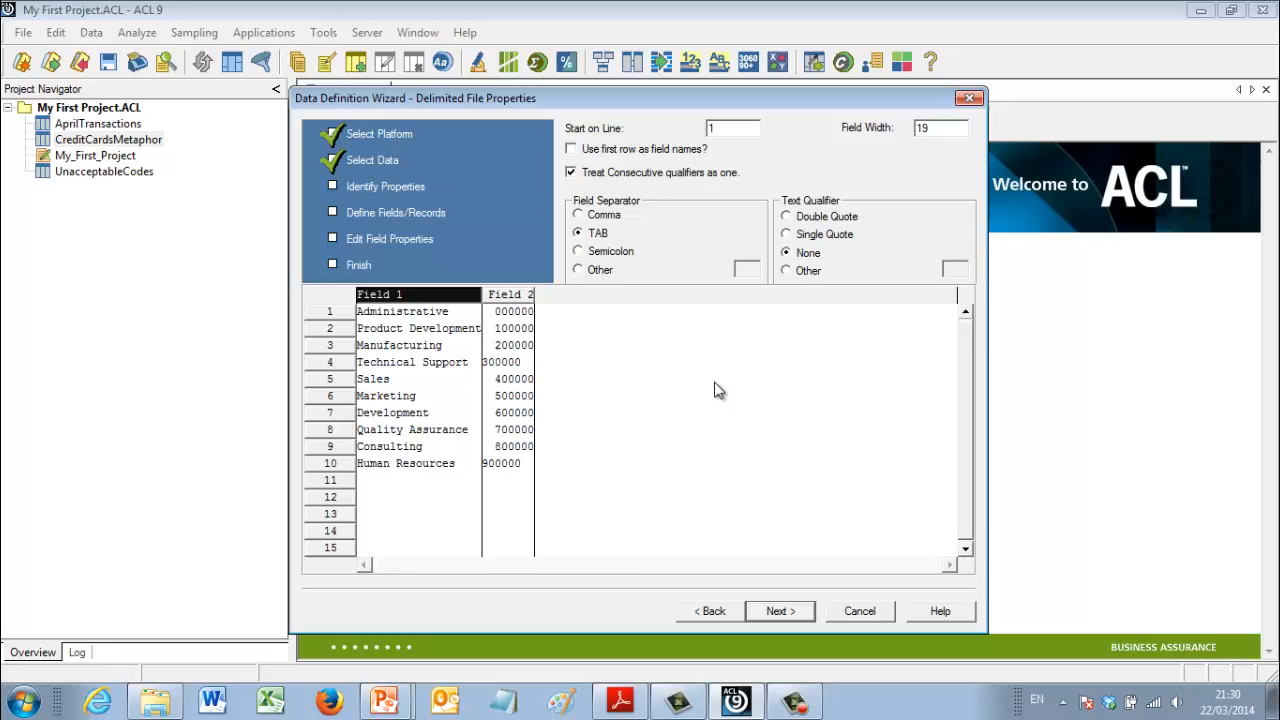 My First Project.ACL - ACL 9
File Edit Data Analyze Sampling Applications Tools Server Window Help
Project Navigator
My First Project.ACL
AprilTransactions
CreditCardsMetaphor
My_First_Project
UnacceptableCodes
Overview Log
Data Definition Wizard - Delimited File Properties
Select Platform
Select Data
Identify Properties
Define Fields/Records
Edit Field Properties
Finish
Start on Line: 1 Field Width: 19
Use first row as field names?
Treat Consecutive qualifiers as one.
Field Separator
Comma
TAB
Semicolon
Other
Text Qualifier
Double Quote
Single Quote
None
Other
Field 1 Field 2
1 Administrative 000000
2 Product Development 100000
3 Manufacturing 200000
4 Technical Support 300000
5 Sales 400000
6 Marketing 500000
7 Development 600000
8 Quality Assurance 700000
9 Consulting 800000
10 Human Resources 900000
11
12
13
14
15
< Back Next > Cancel Help
Welcome to ACL™
BUSINESS ASSURANCE
EN
21:30
22/03/2014